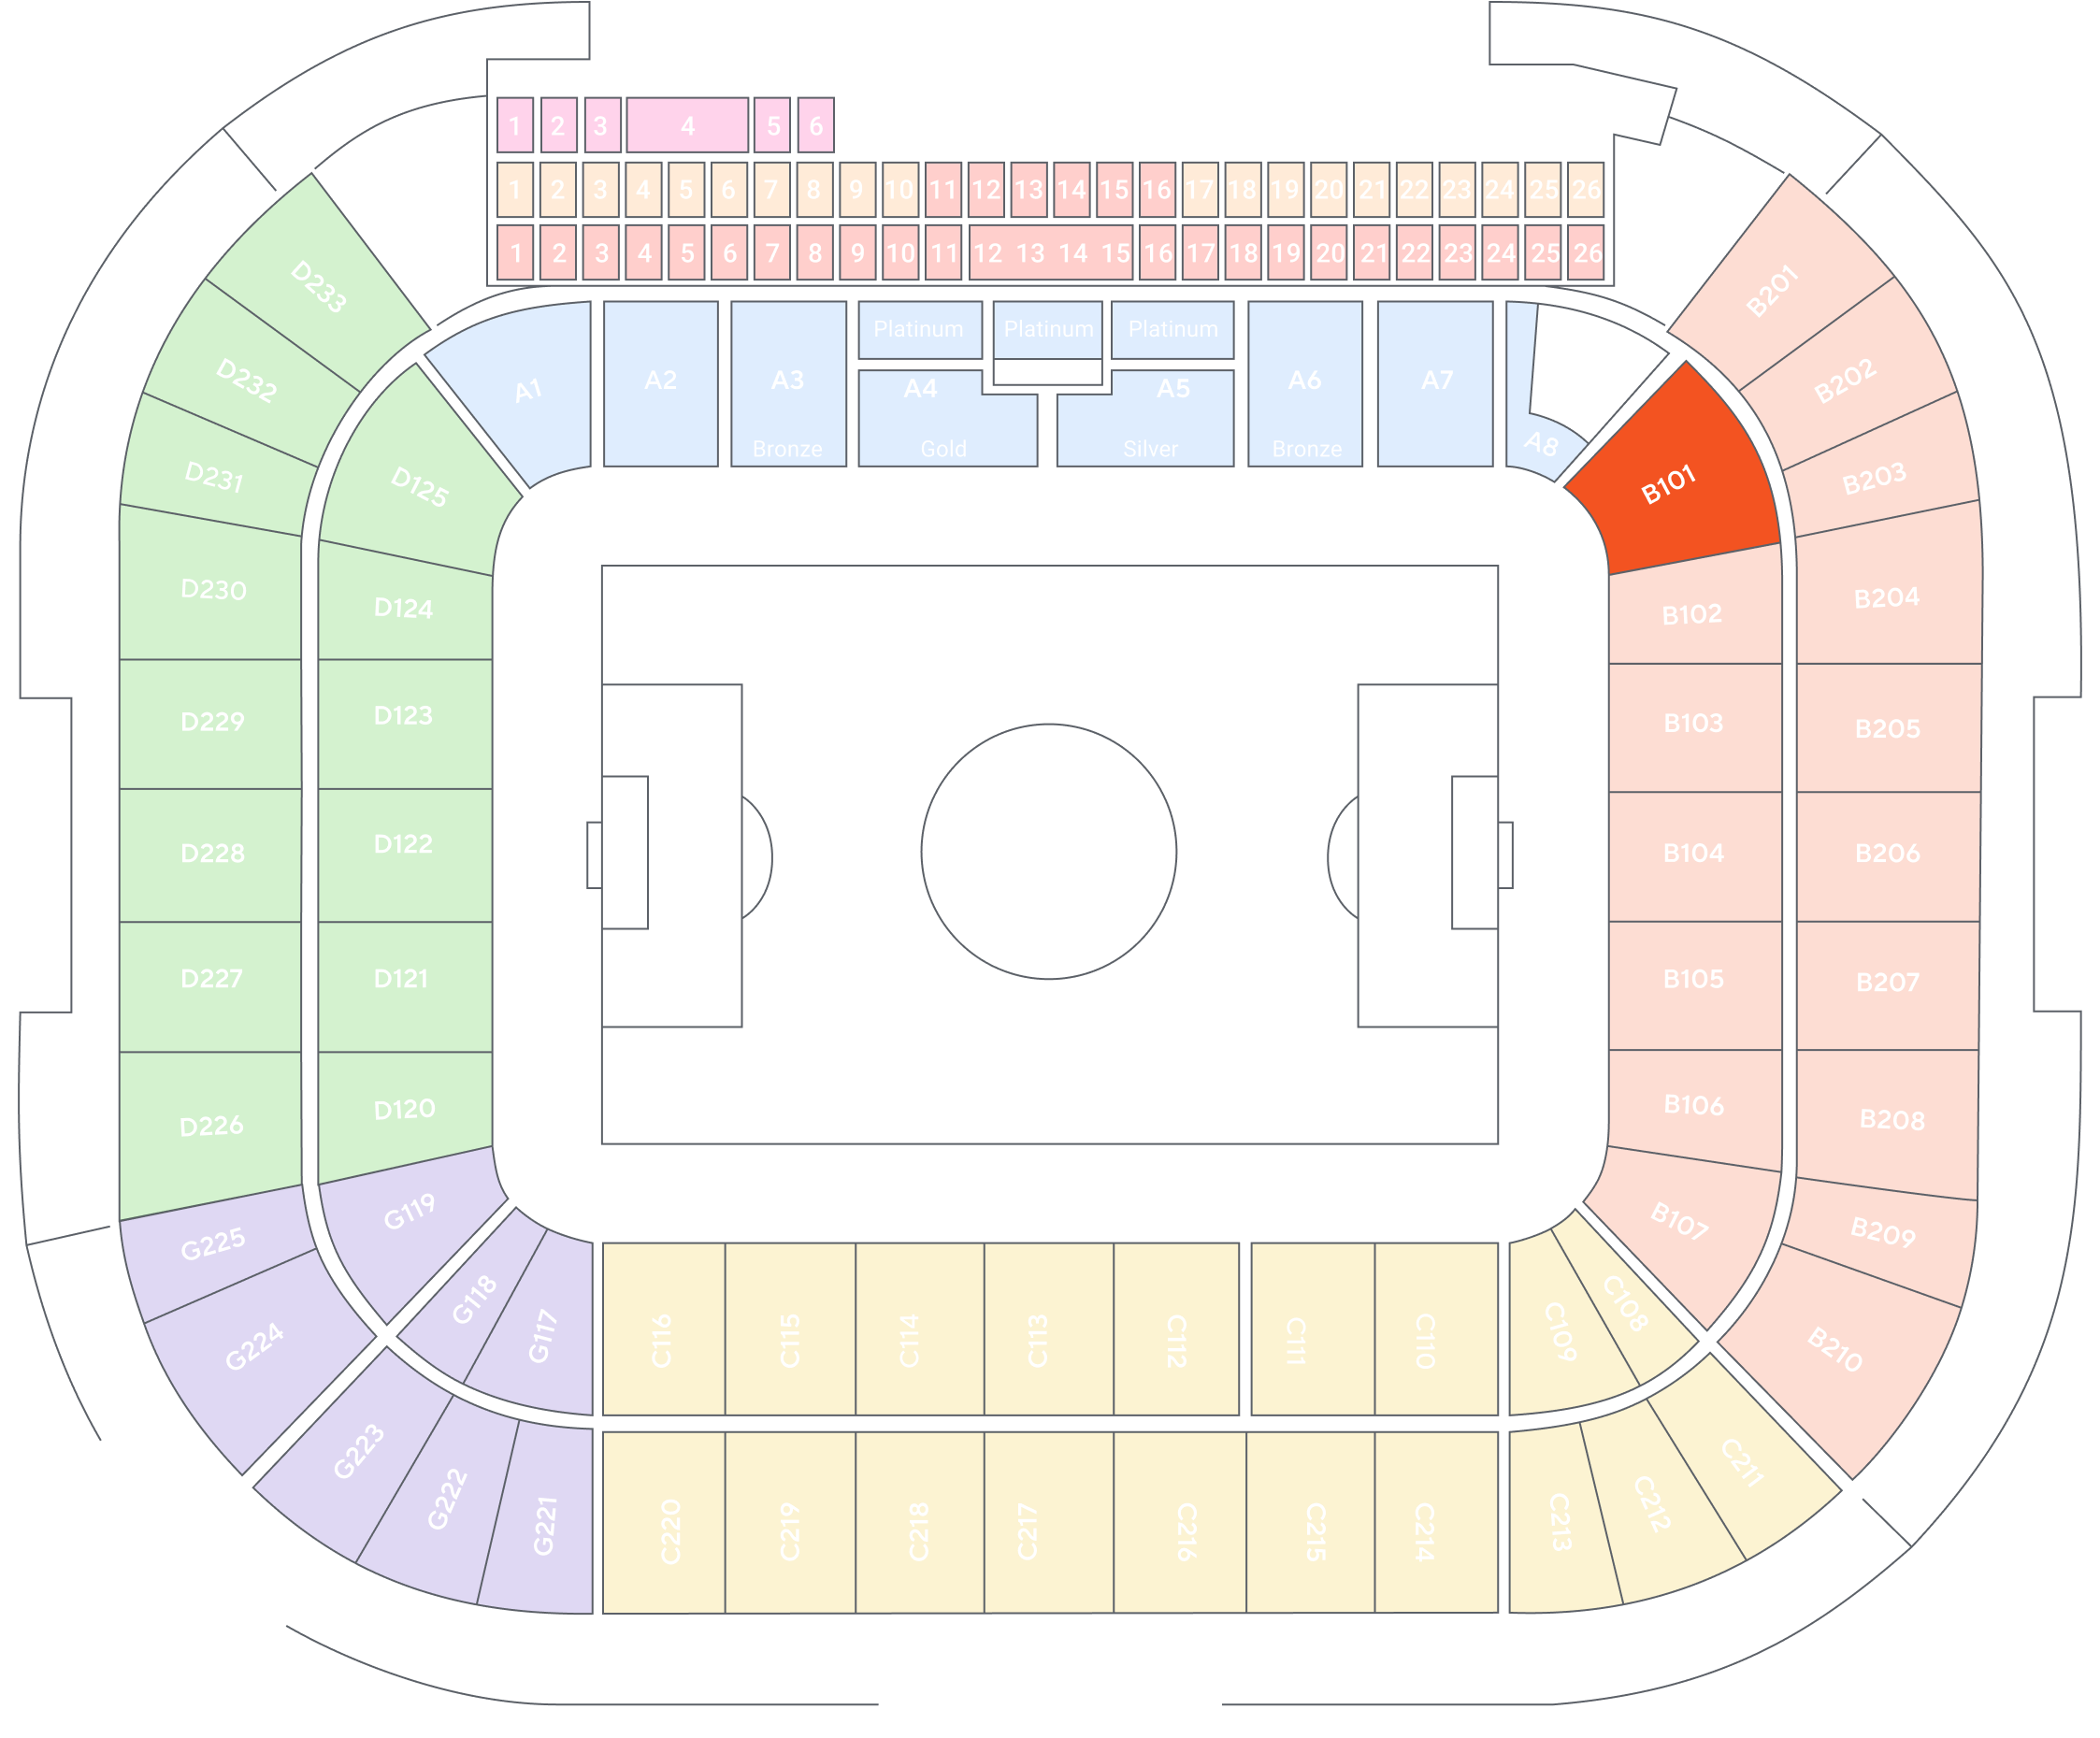 1 2 3 4 5 6
1 2 3 4 5 6 7 8 9 10 11 12 13 14 15 16 17 18 19 20 21 22 23 24 25 26
1 2 3 4 5 6 7 8 9 10 11 12 13 14 15 16 17 18 19 20 21 22 23 24 25 26
D233
B201
Platinum Platinum Platinum
A1 A2 A3 A4 A5 A6 A7
D232
B202
Bronze Gold Silver Bronze A8
D231 D125
B101 B203
D230 D124
B102 B204
D229 D123
B103 B205
D228 D122
B104 B206
D227 D121
B105 B207
D226 D120
B106 B208
G225 G119
B107 B209
G224 G118 G117
C116 C115 C114 C113 C112 C111 C110 C109 C108
B210
G223 G222 G221
C220 C219 C218 C217 C216 C215 C214 C213 C212 C211